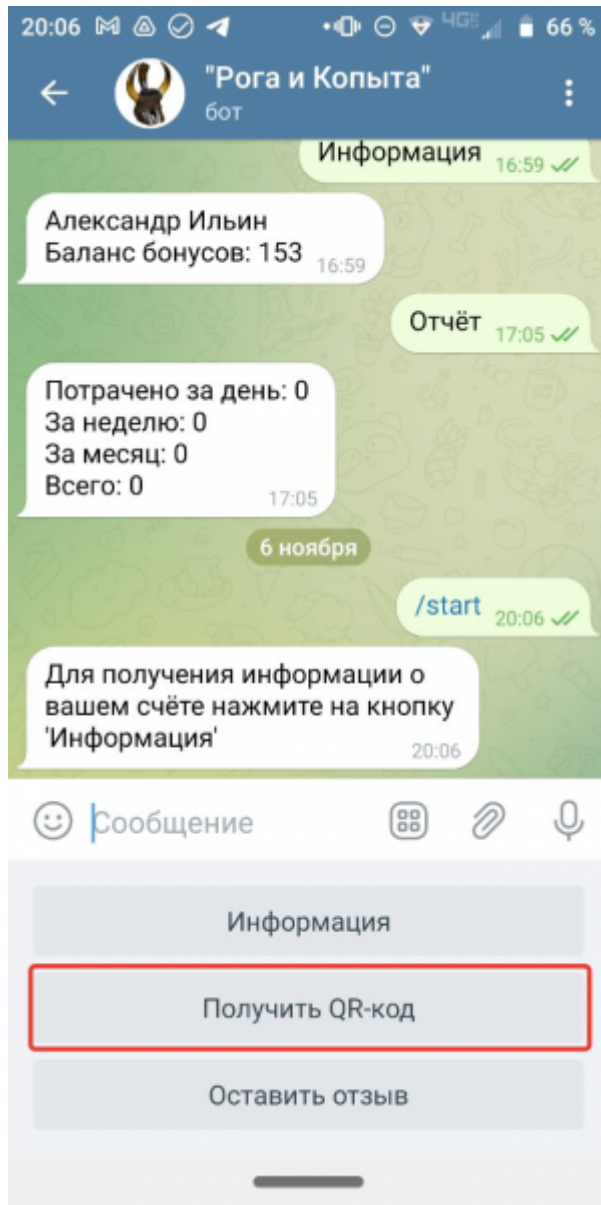 20:06 4G 66 %
"Рога и Копыта"
бот
Информация 16:59
Александр Ильин
Баланс бонусов: 153 16:59
Отчёт 17:05
Потрачено за день: 0
За неделю: 0
За месяц: 0
Всего: 0 17:05
6 ноября
/start 20:06
Для получения информации о
вашем счёте нажмите на кнопку
'Информация' 20:06
Сообщение
Информация
Получить QR-код
Оставить отзыв